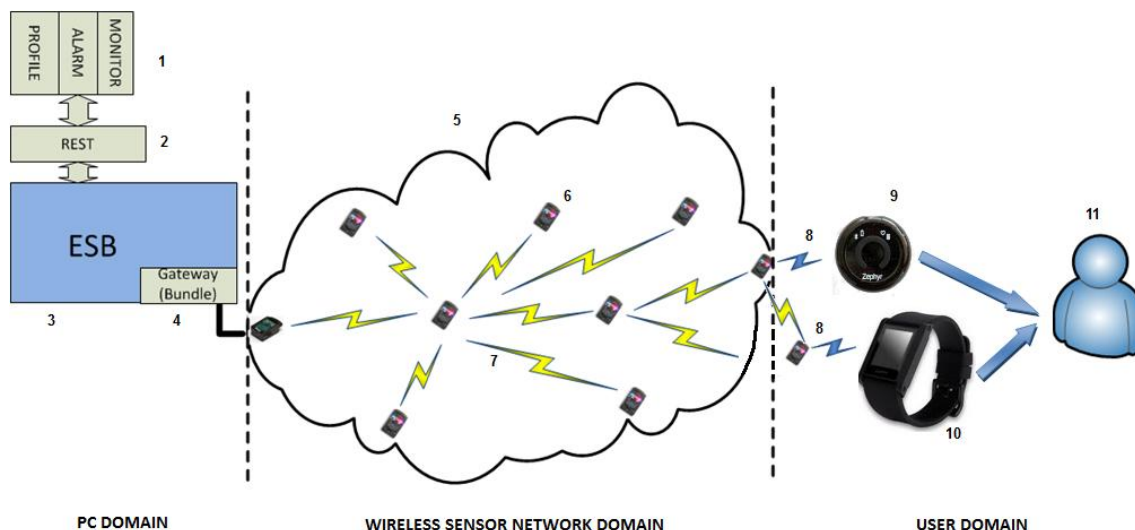 PROFILE
ALARM
MONITOR
1
REST
2
ESB
Gateway
(Bundle)
3
4
5
6
7
8
8
9
Zephyr
10
11
PC DOMAIN
WIRELESS SENSOR NETWORK DOMAIN
USER DOMAIN